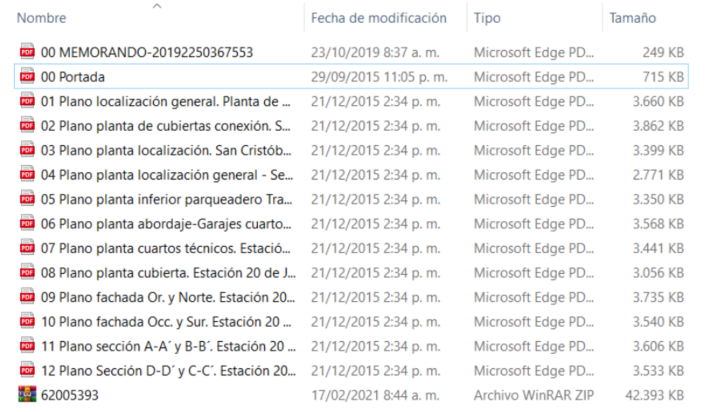 Nombre Fecha de modificación Tipo Tamaño
00 MEMORANDO-20192250367553 23/10/2019 8:37 a. m. Microsoft Edge PD... 249 KB
00 Portada 29/09/2015 11:05 p. m. Microsoft Edge PD... 715 KB
01 Plano localización general. Planta de ... 21/12/2015 2:34 p. m. Microsoft Edge PD... 3.660 KB
02 Plano planta de cubiertas conexión. S... 21/12/2015 2:34 p. m. Microsoft Edge PD... 3.862 KB
03 Plano planta localización. San Cristób... 21/12/2015 2:34 p. m. Microsoft Edge PD... 3.399 KB
04 Plano planta localización general - Se... 21/12/2015 2:34 p. m. Microsoft Edge PD... 2.771 KB
05 Plano planta inferior parqueadero Tra... 21/12/2015 2:34 p. m. Microsoft Edge PD... 3.350 KB
06 Plano planta abordaje-Garajes cuarto... 21/12/2015 2:34 p. m. Microsoft Edge PD... 3.568 KB
07 Plano planta cuartos técnicos. Estació... 21/12/2015 2:34 p. m. Microsoft Edge PD... 3.441 KB
08 Plano planta cubierta. Estación 20 de J... 21/12/2015 2:34 p. m. Microsoft Edge PD... 3.056 KB
09 Plano fachada Or. y Norte. Estación 20... 21/12/2015 2:34 p. m. Microsoft Edge PD... 3.735 KB
10 Plano fachada Occ. y Sur. Estación 20 ... 21/12/2015 2:34 p. m. Microsoft Edge PD... 3.540 KB
11 Plano sección A-A´ y B-B´. Estación 20... 21/12/2015 2:34 p. m. Microsoft Edge PD... 3.606 KB
12 Plano Sección D-D´ y C-C´. Estación 20... 21/12/2015 2:34 p. m. Microsoft Edge PD... 3.533 KB
62005393 17/02/2021 8:44 a. m. Archivo WinRAR ZIP 42.393 KB